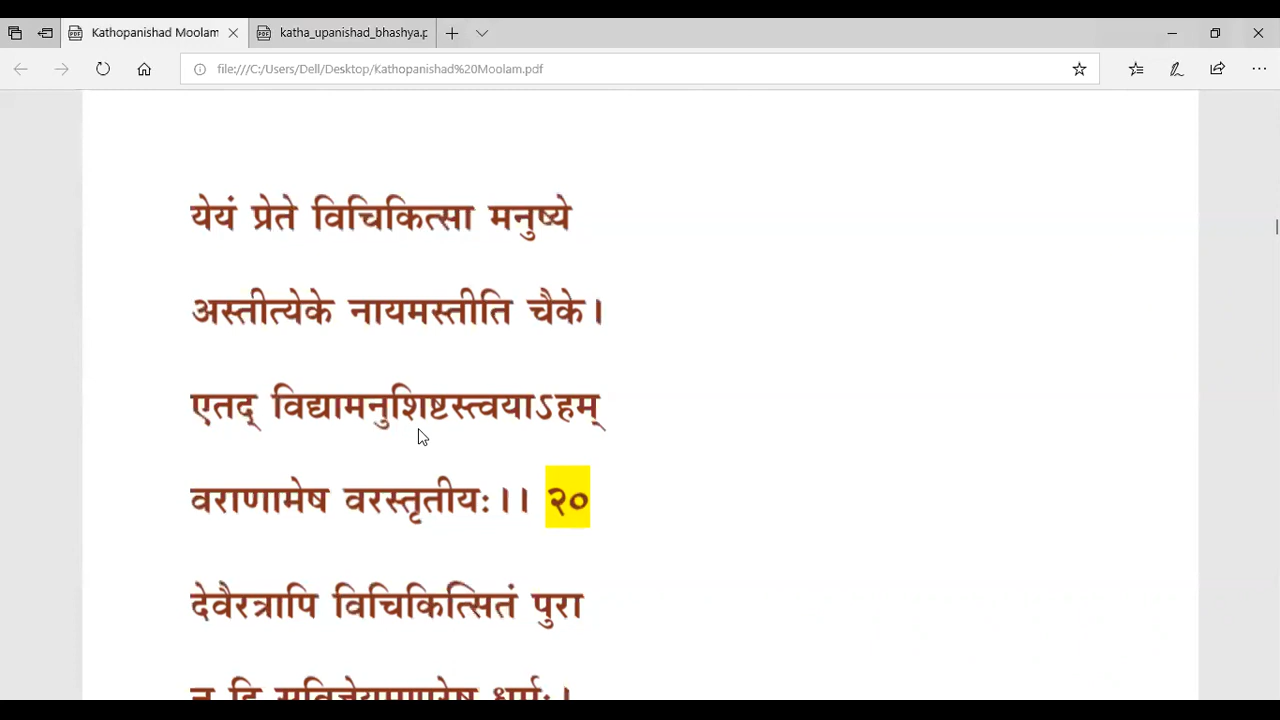 Kathopanishad Moolam
katha_upanishad_bhashya.p
file:///C:/Users/Dell/Desktop/Kathopanishad%20Moolam.pdf
येयं प्रेते विचिकित्सा मनुष्ये
अस्तीत्येके नायमस्तीति चैके।
एतद् विद्यामनुशिष्टस्त्वयाऽहम्
वराणामेष वरस्तृतीयः।। २०
देवैरत्रापि विचिकित्सितं पुरा